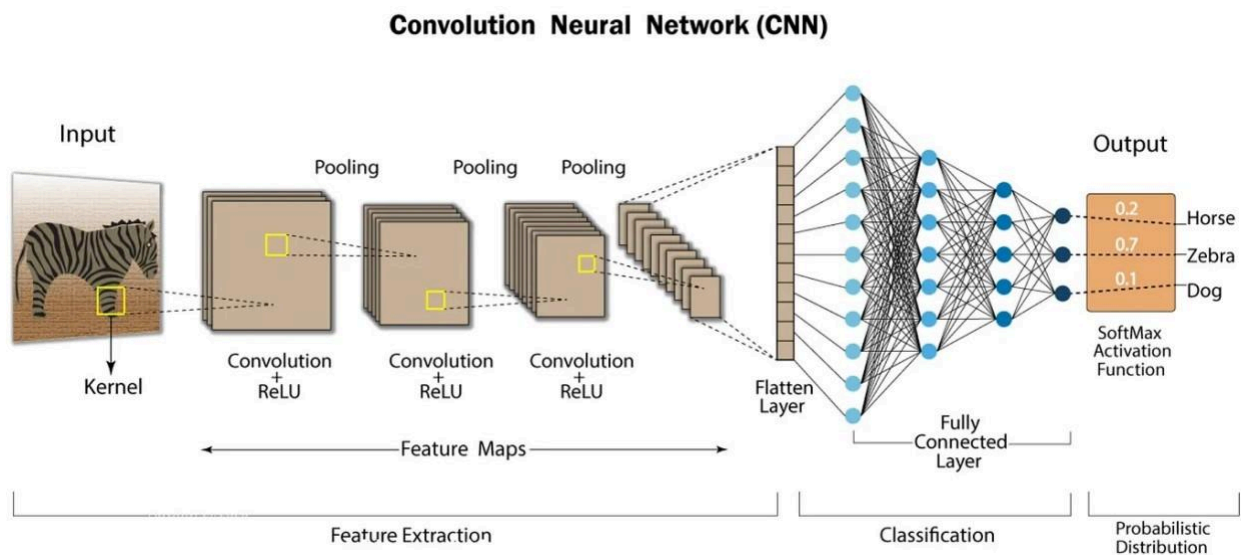 Convolution Neural Network (CNN)
Input
Pooling
Pooling
Pooling
Output
0.2
Horse
0.7
Zebra
0.1
Dog
Kernel
Convolution
+
ReLU
Convolution
+
ReLU
Convolution
+
ReLU
Flatten
Layer
SoftMax
Activation
Function
Feature Maps
Fully
Connected
Layer
Feature Extraction
Classification
Probabilistic
Distribution